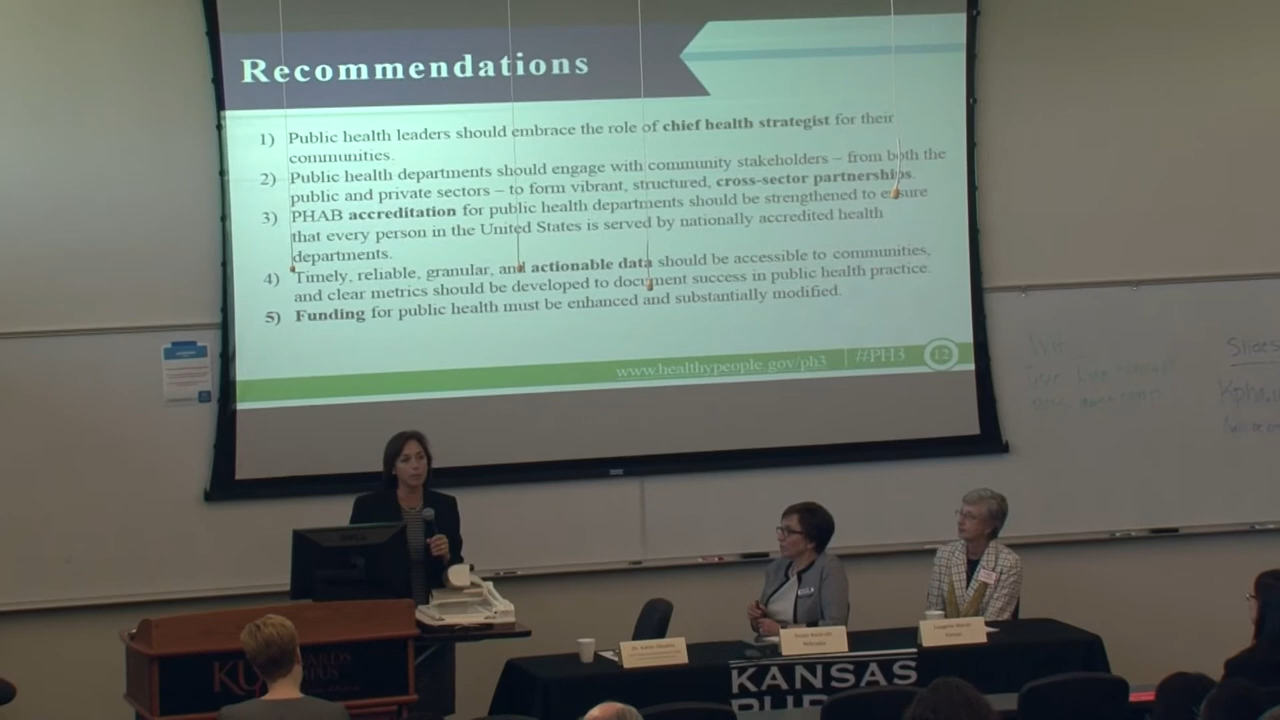 Recommendations
1) Public health leaders should embrace the role of chief health strategist for their
communities.
2) Public health departments should engage with community stakeholders – from both the
public and private sectors – to form vibrant, structured, cross-sector partnerships.
3) PHAB accreditation for public health departments should be strengthened to ensure
that every person in the United States is served by nationally accredited health
departments.
4) Timely, reliable, granular, and actionable data should be accessible to communities,
and clear metrics should be developed to document success in public health practice.
5) Funding for public health must be enhanced and substantially modified.
www.healthypeople.gov/ph3 #PH3 12
Slides
KU
KANSAS